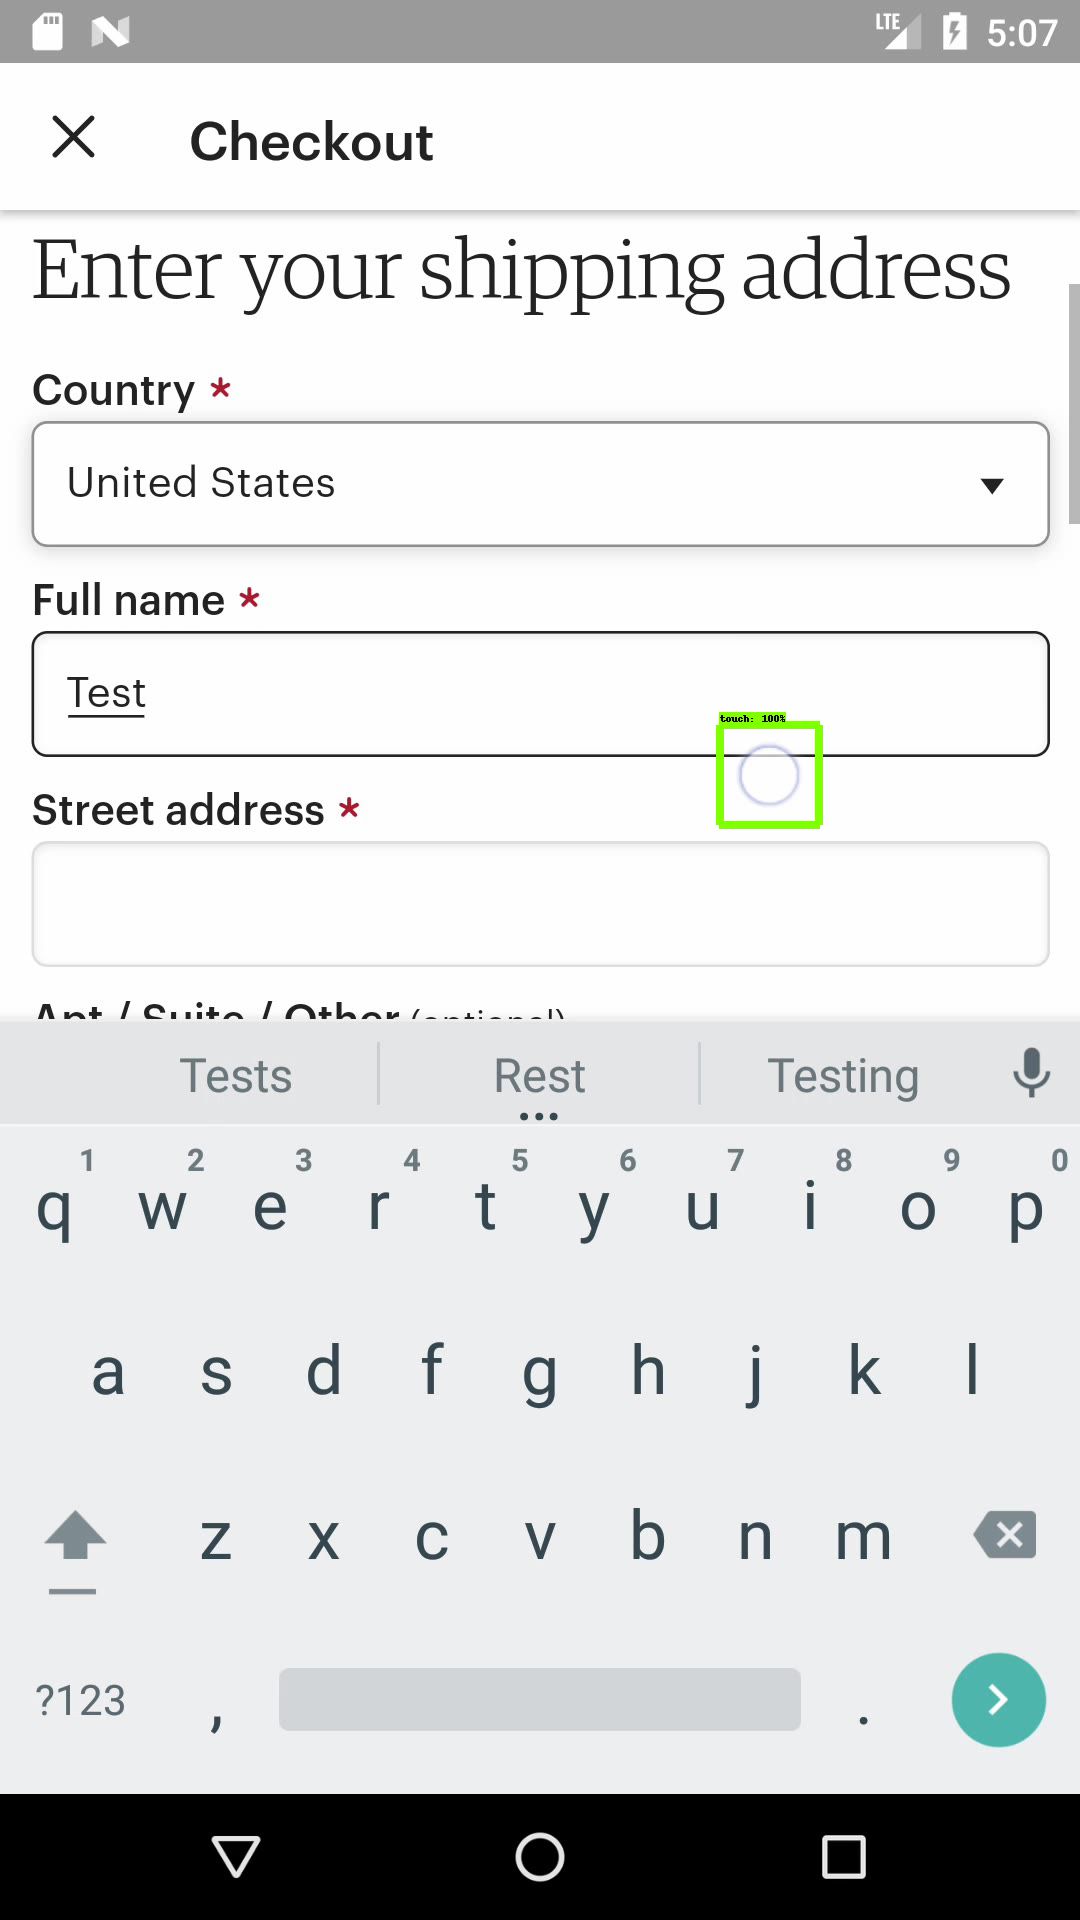 LTE 5:07
Checkout
Enter your shipping address
Country *
United States
Full name *
Test
touch: 100%
Street address *
Apt / Suite / Other (optional)
Tests Rest Testing
1 2 3 4 5 6 7 8 9 0
q w e r t y u i o p
a s d f g h j k l
z x c v b n m
?123 , .